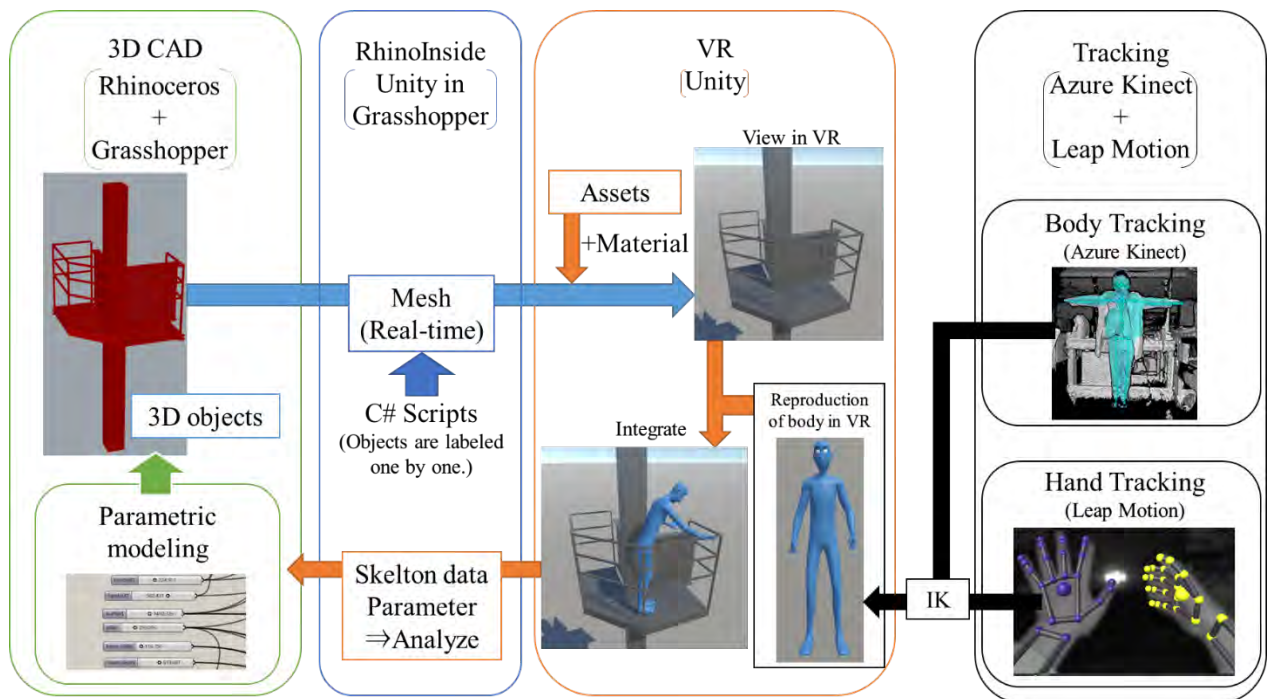 3D CAD
Rhinoceros
+
Grasshopper
3D objects
Parametric
modeling
RhinoInside
Unity in
Grasshopper
Mesh
(Real-time)
C# Scripts
(Objects are labeled
one by one.)
Skelton data
Parameter
⇒Analyze
VR
Unity
View in VR
Assets
+Material
Integrate
Reproduction
of body in VR
Tracking
Azure Kinect
+
Leap Motion
Body Tracking
(Azure Kinect)
Hand Tracking
(Leap Motion)
IK